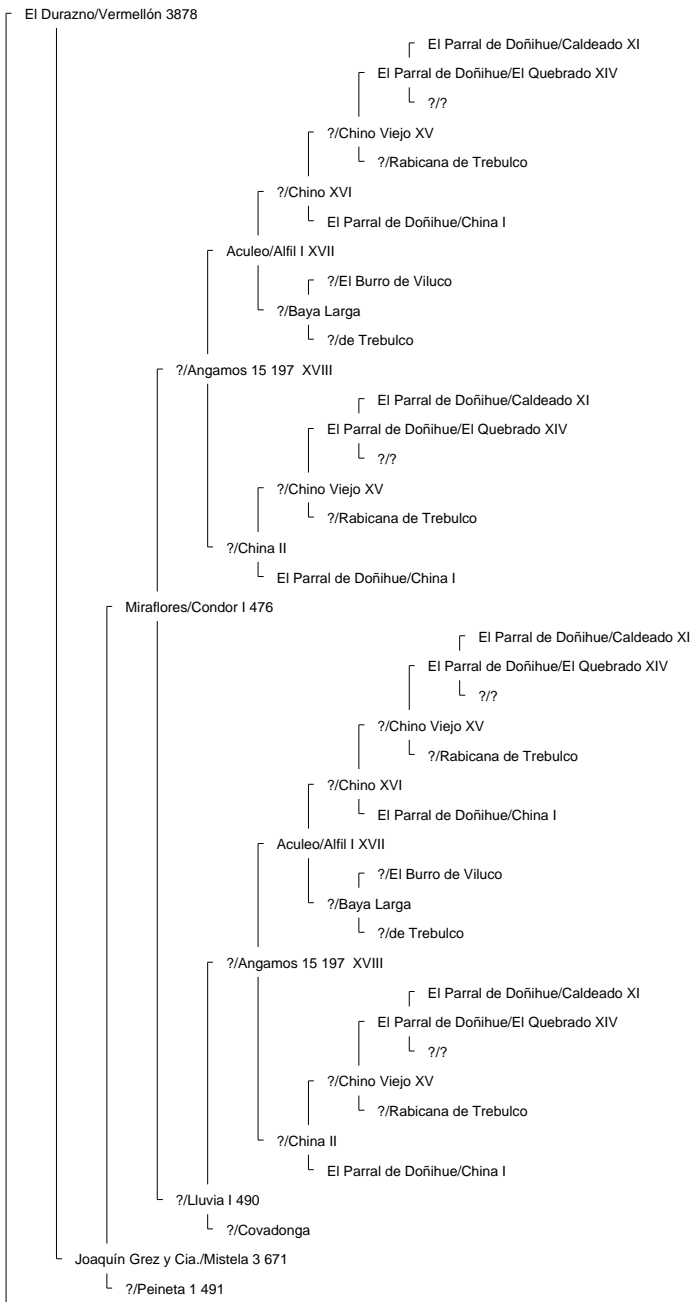 El Durazno/Vermellón 3878
El Parral de Doñihue/Caldeado XI
El Parral de Doñihue/El Quebrado XIV
?/?
?/Chino Viejo XV
?/Rabicana de Trebulco
?/Chino XVI
El Parral de Doñihue/China I
Aculeo/Alfil I XVII
?/El Burro de Viluco
?/Baya Larga
?/de Trebulco
?/Angamos 15 197 XVIII
El Parral de Doñihue/Caldeado XI
El Parral de Doñihue/El Quebrado XIV
?/?
?/Chino Viejo XV
?/Rabicana de Trebulco
?/China II
El Parral de Doñihue/China I
Miraflores/Condor I 476
El Parral de Doñihue/Caldeado XI
El Parral de Doñihue/El Quebrado XIV
?/?
?/Chino Viejo XV
?/Rabicana de Trebulco
?/Chino XVI
El Parral de Doñihue/China I
Aculeo/Alfil I XVII
?/El Burro de Viluco
?/Baya Larga
?/de Trebulco
?/Angamos 15 197 XVIII
El Parral de Doñihue/Caldeado XI
El Parral de Doñihue/El Quebrado XIV
?/?
?/Chino Viejo XV
?/Rabicana de Trebulco
?/China II
El Parral de Doñihue/China I
?/Lluvia I 490
?/Covadonga
Joaquín Grez y Cia./Mistela 3 671
?/Peineta 1 491